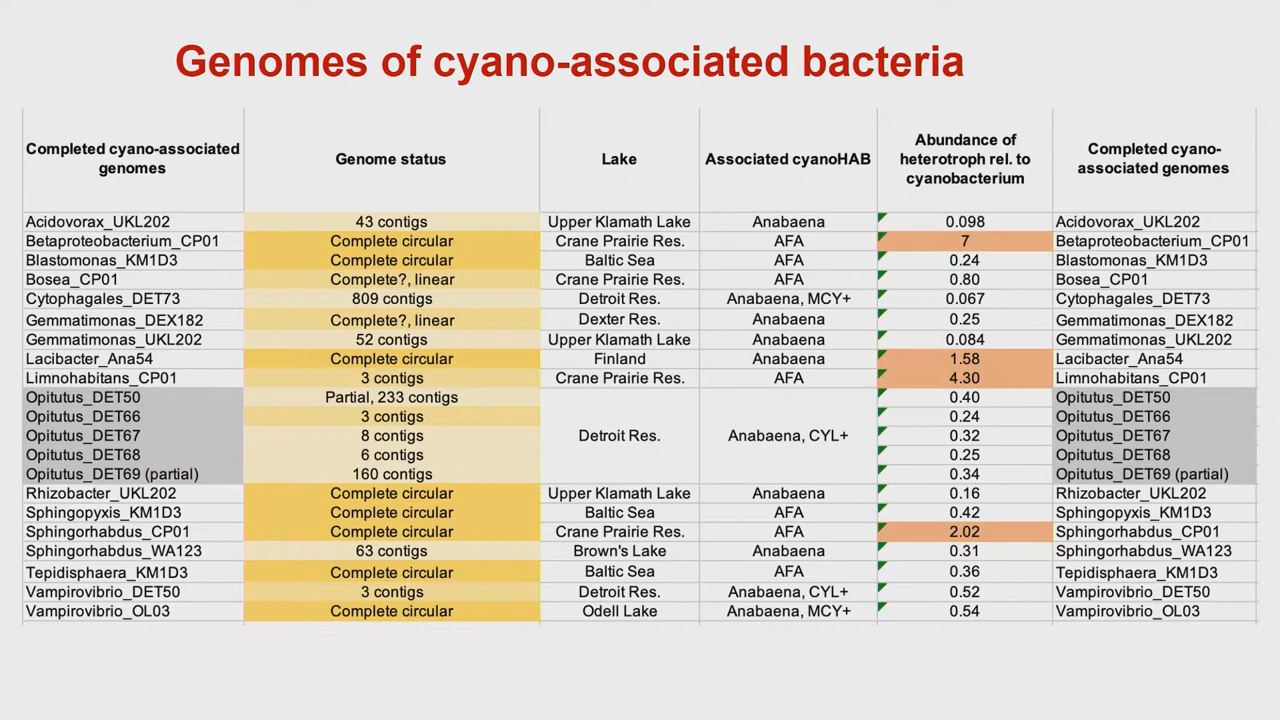 Genomes of cyano-associated bacteria
Completed cyano-associated genomes Genome status Lake Associated cyanoHAB Abundance of heterotroph rel. to cyanobacterium Completed cyano-associated genomes
Acidovorax_UKL202 43 contigs Upper Klamath Lake Anabaena 0.098 Acidovorax_UKL202
Betaproteobacterium_CP01 Complete circular Crane Prairie Res. AFA 7 Betaproteobacterium_CP01
Blastomonas_KM1D3 Complete circular Baltic Sea AFA 0.24 Blastomonas_KM1D3
Bosea_CP01 Complete?, linear Crane Prairie Res. AFA 0.80 Bosea_CP01
Cytophagales_DET73 809 contigs Detroit Res. Anabaena, MCY+ 0.067 Cytophagales_DET73
Gemmatimonas_DEX182 Complete?, linear Dexter Res. Anabaena 0.25 Gemmatimonas_DEX182
Gemmatimonas_UKL202 52 contigs Upper Klamath Lake Anabaena 0.084 Gemmatimonas_UKL202
Lacibacter_Ana54 Complete circular Finland Anabaena 1.58 Lacibacter_Ana54
Limnohabitans_CP01 3 contigs Crane Prairie Res. AFA 4.30 Limnohabitans_CP01
Opitutus_DET50 Partial, 233 contigs 0.40 Opitutus_DET50
Opitutus_DET66 3 contigs 0.24 Opitutus_DET66
Opitutus_DET67 8 contigs Detroit Res. Anabaena, CYL+ 0.32 Opitutus_DET67
Opitutus_DET68 6 contigs 0.25 Opitutus_DET68
Opitutus_DET69 (partial) 160 contigs 0.34 Opitutus_DET69 (partial)
Rhizobacter_UKL202 Complete circular Upper Klamath Lake Anabaena 0.16 Rhizobacter_UKL202
Sphingopyxis_KM1D3 Complete circular Baltic Sea AFA 0.42 Sphingopyxis_KM1D3
Sphingorhabdus_CP01 Complete circular Crane Prairie Res. AFA 2.02 Sphingorhabdus_CP01
Sphingorhabdus_WA123 63 contigs Brown's Lake Anabaena 0.31 Sphingorhabdus_WA123
Tepidisphaera_KM1D3 Complete circular Baltic Sea AFA 0.36 Tepidisphaera_KM1D3
Vampirovibrio_DET50 3 contigs Detroit Res. Anabaena, CYL+ 0.52 Vampirovibrio_DET50
Vampirovibrio_OL03 Complete circular Odell Lake Anabaena, MCY+ 0.54 Vampirovibrio_OL03